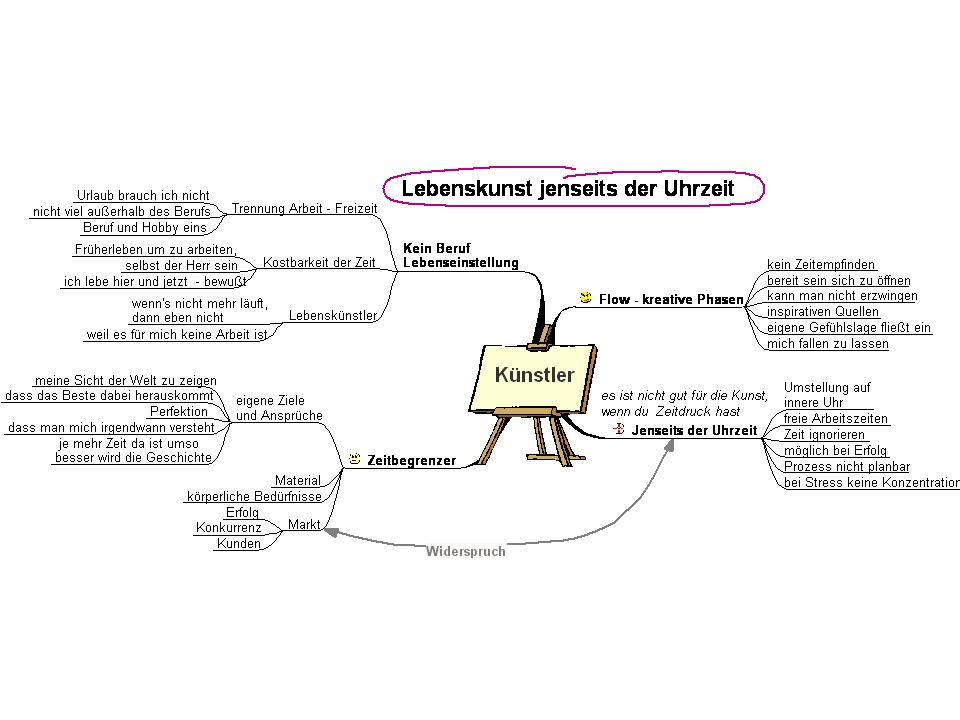 Lebenskunst jenseits der Uhrzeit
Künstler
Kein Beruf
Lebenseinstellung
Trennung Arbeit - Freizeit
Urlaub brauch ich nicht
nicht viel außerhalb des Berufs
Beruf und Hobby eins
Kostbarkeit der Zeit
Früherleben um zu arbeiten,
selbst der Herr sein
ich lebe hier und jetzt - bewußt
Lebenskünstler
wenn's nicht mehr läuft,
dann eben nicht
weil es für mich keine Arbeit ist
Flow - kreative Phasen
kein Zeitempfinden
bereit sein sich zu öffnen
kann man nicht erzwingen
inspirativen Quellen
eigene Gefühlslage fließt ein
mich fallen zu lassen
es ist nicht gut für die Kunst,
wenn du Zeitdruck hast
Jenseits der Uhrzeit
Umstellung auf
innere Uhr
freie Arbeitszeiten
Zeit ignorieren
möglich bei Erfolg
Prozess nicht planbar
bei Stress keine Konzentration
Zeitbegrenzer
eigene Ziele
und Ansprüche
meine Sicht der Welt zu zeigen
dass das Beste dabei herauskommt
Perfektion
dass man mich irgendwann versteht
je mehr Zeit da ist umso
besser wird die Geschichte
Material
körperliche Bedürfnisse
Markt
Erfolg
Konkurrenz
Kunden
Widerspruch